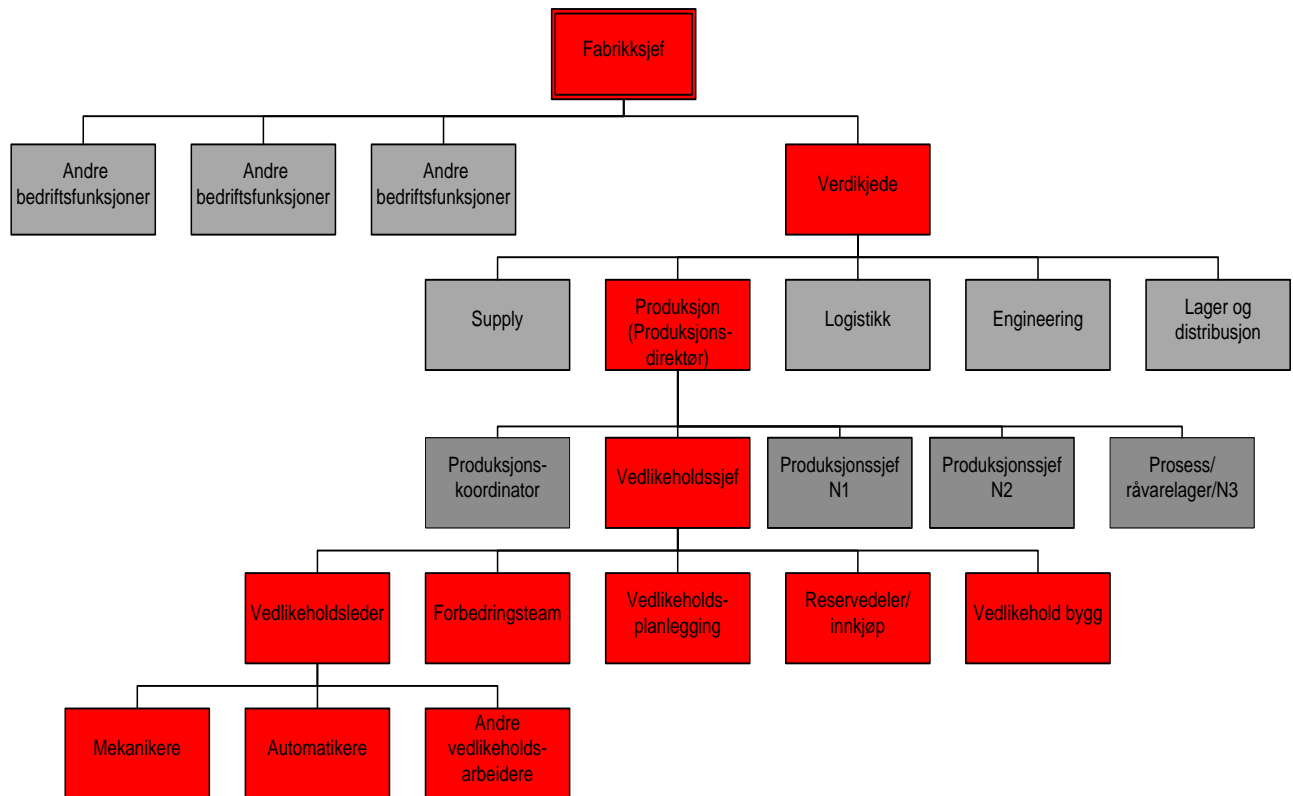 Fabrikksjef
Andre
bedriftsfunksjoner
Andre
bedriftsfunksjoner
Andre
bedriftsfunksjoner
Verdikjede
Supply
Produksjon
(Produksjons-
direktør)
Logistikk
Engineering
Lager og
distribusjon
Produksjons-
koordinator
Vedlikeholdssjef
Produksjonssjef
N1
Produksjonssjef
N2
Prosess/
råvarelager/N3
Vedlikeholdsleder
Forbedringsteam
Vedlikeholds-
planlegging
Reservedeler/
innkjøp
Vedlikehold bygg
Mekanikere
Automatikere
Andre
vedlikeholds-
arbeidere